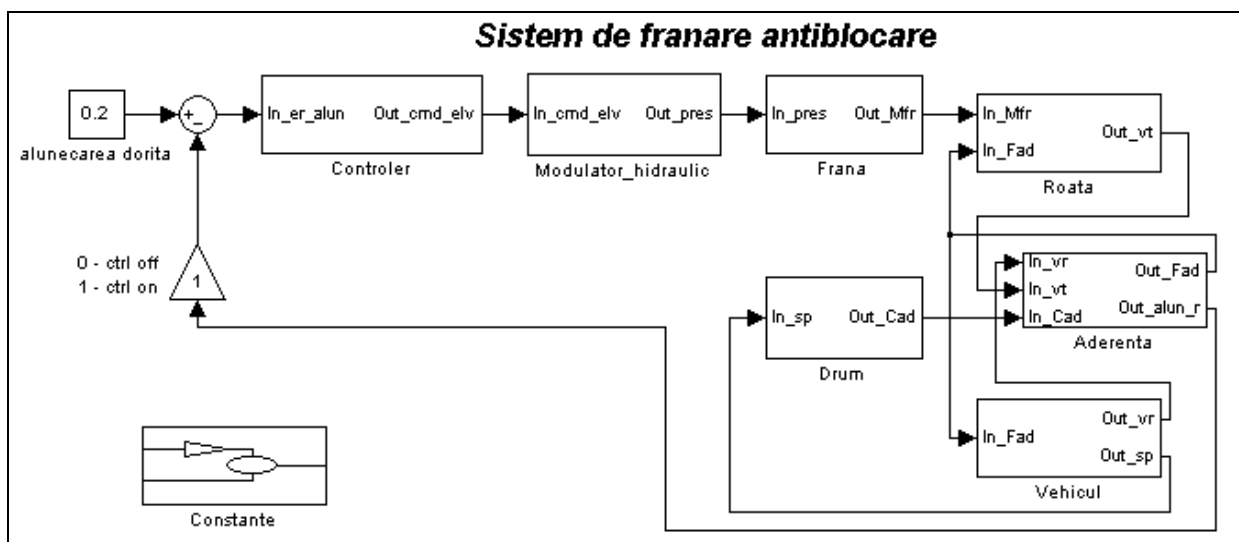 Sistem de franare antiblocare
0.2
alunecarea dorita
+
-
In_er_alun
Out_cmd_elv
Controler
In_cmd_elv
Out_pres
Modulator_hidraulic
In_pres
Out_Mfr
Frana
In_Mfr
In_Fad
Out_vt
Roata
0 - ctrl off
1 - ctrl on
1
In_sp
Out_Cad
Drum
In_vr
In_vt
In_Cad
Out_Fad
Out_alun_r
Aderenta
In_Fad
Out_vr
Out_sp
Vehicul
Constante